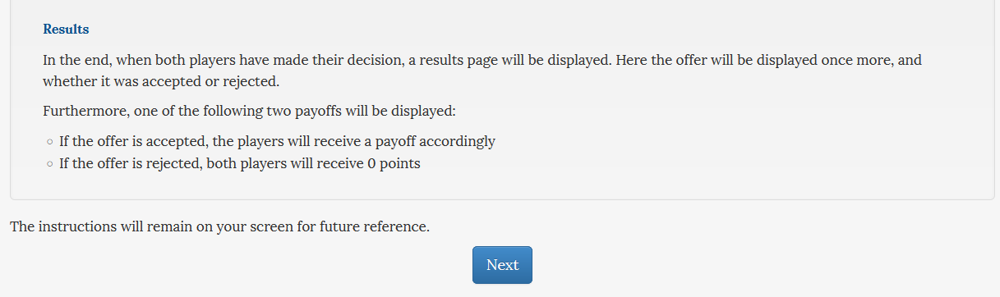 Results
In the end, when both players have made their decision, a results page will be displayed. Here the offer will be displayed once more, and
whether it was accepted or rejected.
Furthermore, one of the following two payoffs will be displayed:
○ If the offer is accepted, the players will receive a payoff accordingly
○ If the offer is rejected, both players will receive 0 points
The instructions will remain on your screen for future reference.
Next